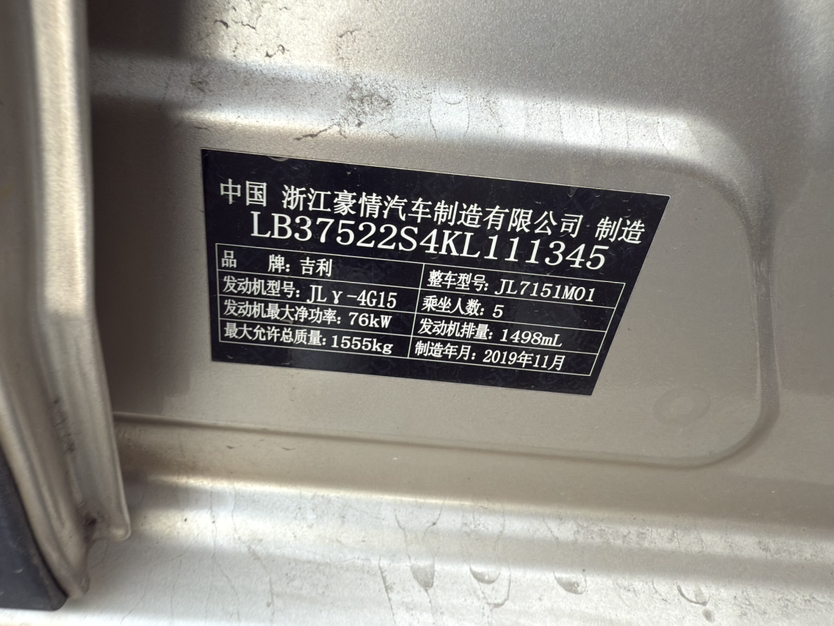 中国 浙江豪情汽车制造有限公司 制造
LB37522S4KL111345
品 牌：吉利 整车型号：JL7151M01
发动机型号：JLγ-4G15 乘坐人数：5
发动机最大净功率：76kW 发动机排量：1498mL
最大允许总质量：1555kg 制造年月：2019年11月